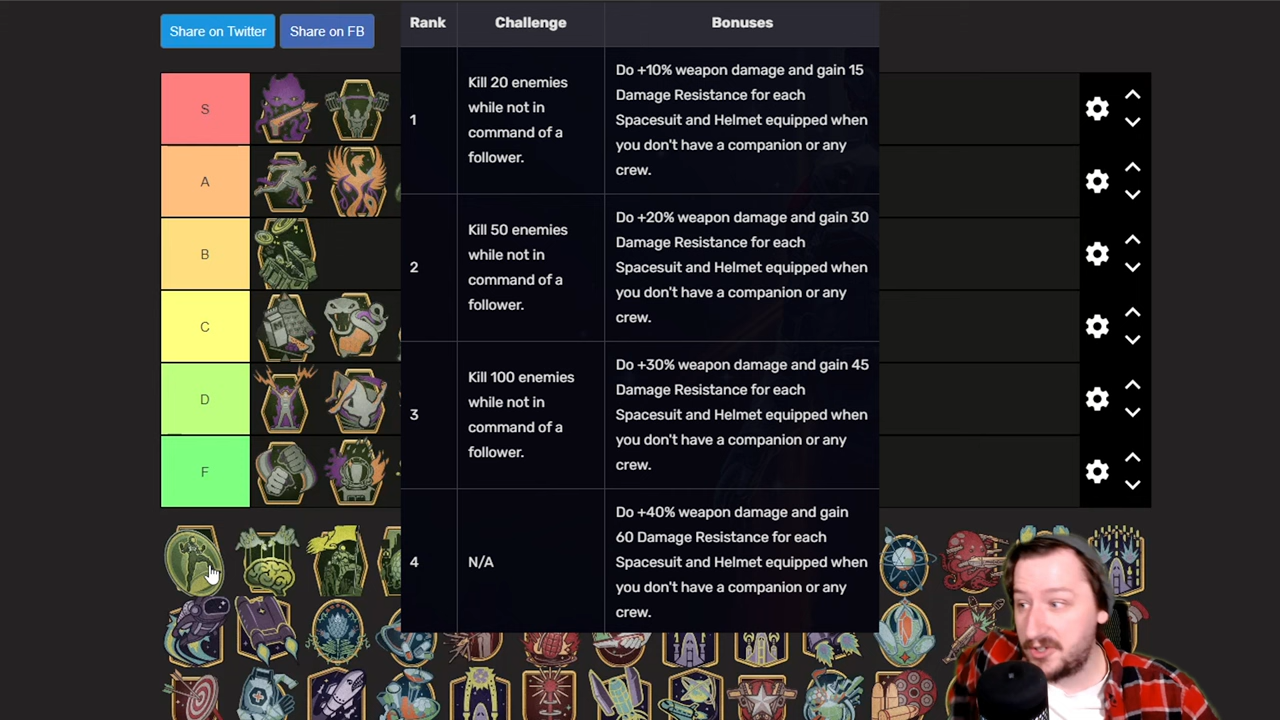 Share on Twitter
Share on FB
Rank
Challenge
Bonuses
S
A
B
C
D
F
1
Kill 20 enemies
while not in
command of a
follower.
Do +10% weapon damage and gain 15
Damage Resistance for each
Spacesuit and Helmet equipped when
you don't have a companion or any
crew.
2
Kill 50 enemies
while not in
command of a
follower.
Do +20% weapon damage and gain 30
Damage Resistance for each
Spacesuit and Helmet equipped when
you don't have a companion or any
crew.
3
Kill 100 enemies
while not in
command of a
follower.
Do +30% weapon damage and gain 45
Damage Resistance for each
Spacesuit and Helmet equipped when
you don't have a companion or any
crew.
4
N/A
Do +40% weapon damage and gain
60 Damage Resistance for each
Spacesuit and Helmet equipped when
you don't have a companion or any
crew.